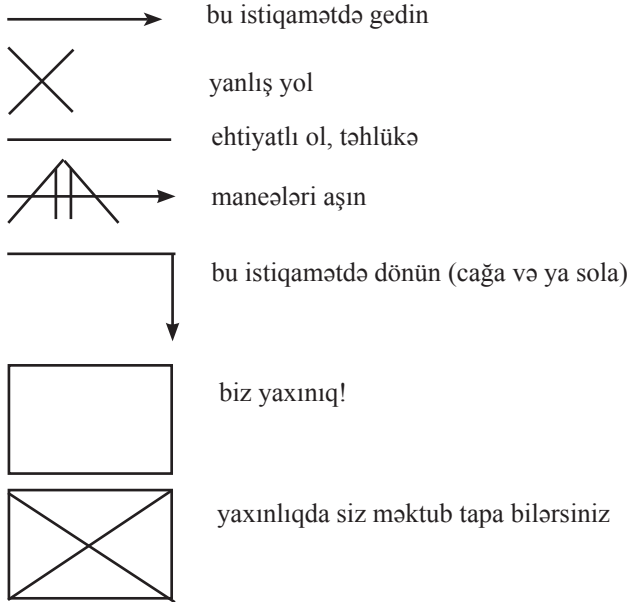 bu istiqamətdə gedin
yanlış yol
ehtiyatlı ol, təhlükə
maneələri aşın
bu istiqamətdə dönün (cağa və ya sola)
biz yaxınıq!
yaxınlıqda siz məktub tapa bilərsiniz